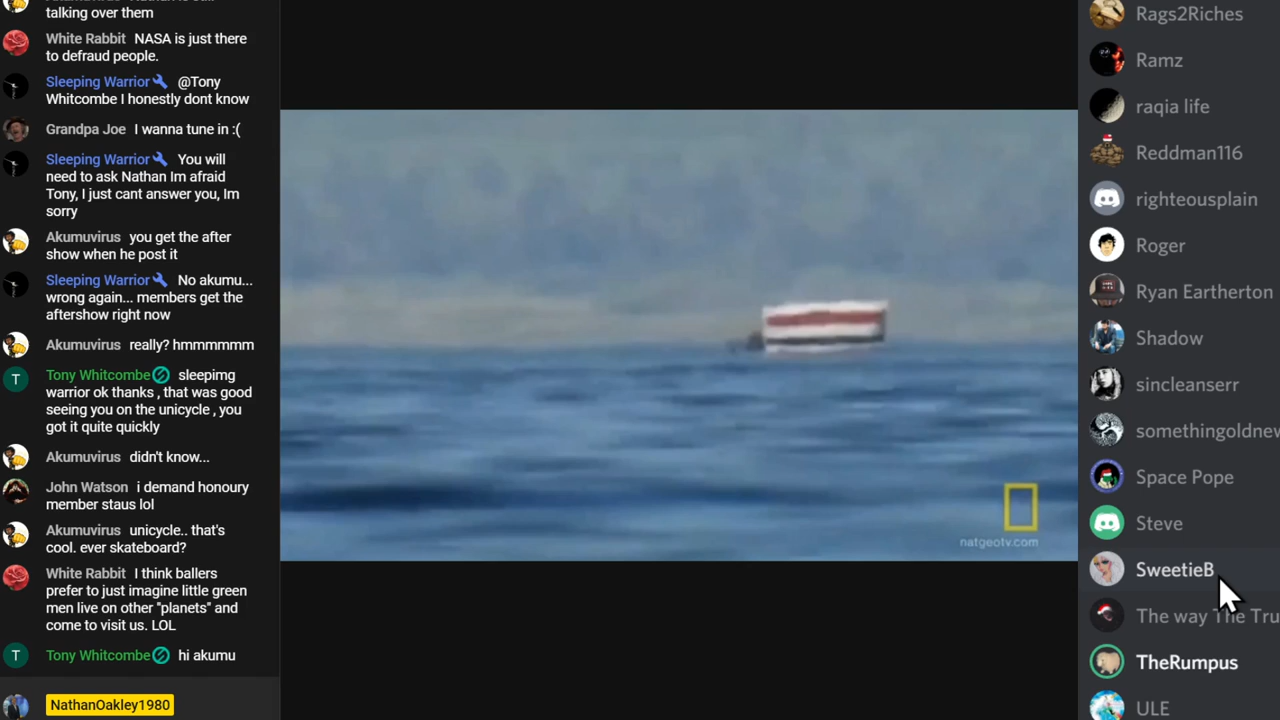 talking over them
White Rabbit NASA is just there
to defraud people.
Sleeping Warrior @Tony
Whitcombe I honestly dont know
Grandpa Joe I wanna tune in :(
Sleeping Warrior You will
need to ask Nathan Im afraid
Tony, I just cant answer you, Im
sorry
Akumuvirus you get the after
show when he post it
Sleeping Warrior No akumu...
wrong again... members get the
aftershow right now
Akumuvirus really? hmmmmmm
Tony Whitcombe sleepimg
warrior ok thanks , that was good
seeing you on the unicycle , you
got it quite quickly
Akumuvirus didn't know...
John Watson i demand honoury
member staus lol
Akumuvirus unicycle.. that's
cool. ever skateboard?
White Rabbit I think ballers
prefer to just imagine little green
men live on other "planets" and
come to visit us. LOL
Tony Whitcombe hi akumu
NathanOakley1980
natgeotv.com
Rags2Riches
Ramz
raqia life
Reddman116
righteousplain
Roger
Ryan Eartherton
Shadow
sincleanserr
somethingoldnew
Space Pope
Steve
SweetieB
The way The Tru
TheRumpus
ULE